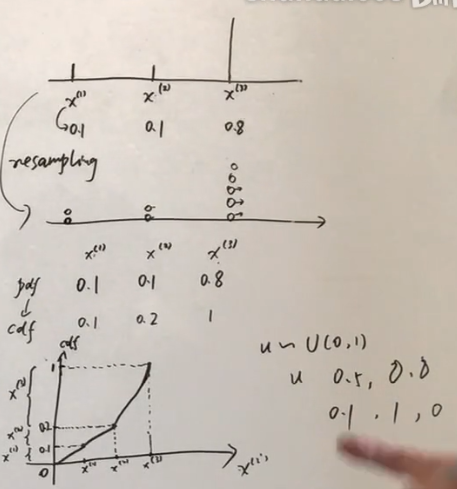 x⁽¹⁾ x⁽²⁾ x⁽³⁾
0.1 0.1 0.8
resampling
x⁽¹⁾ x⁽²⁾ x⁽³⁾
pdf 0.1 0.1 0.8
cdf 0.1 0.2 1
cdf
1
x⁽³⁾
0.2
x⁽²⁾
0.1
x⁽¹⁾
0
x⁽¹⁾ x⁽²⁾ x⁽³⁾ x⁽ⁱ⁾
u ~ U(0,1)
u 0.5, 0.8
0.1, 1, 0